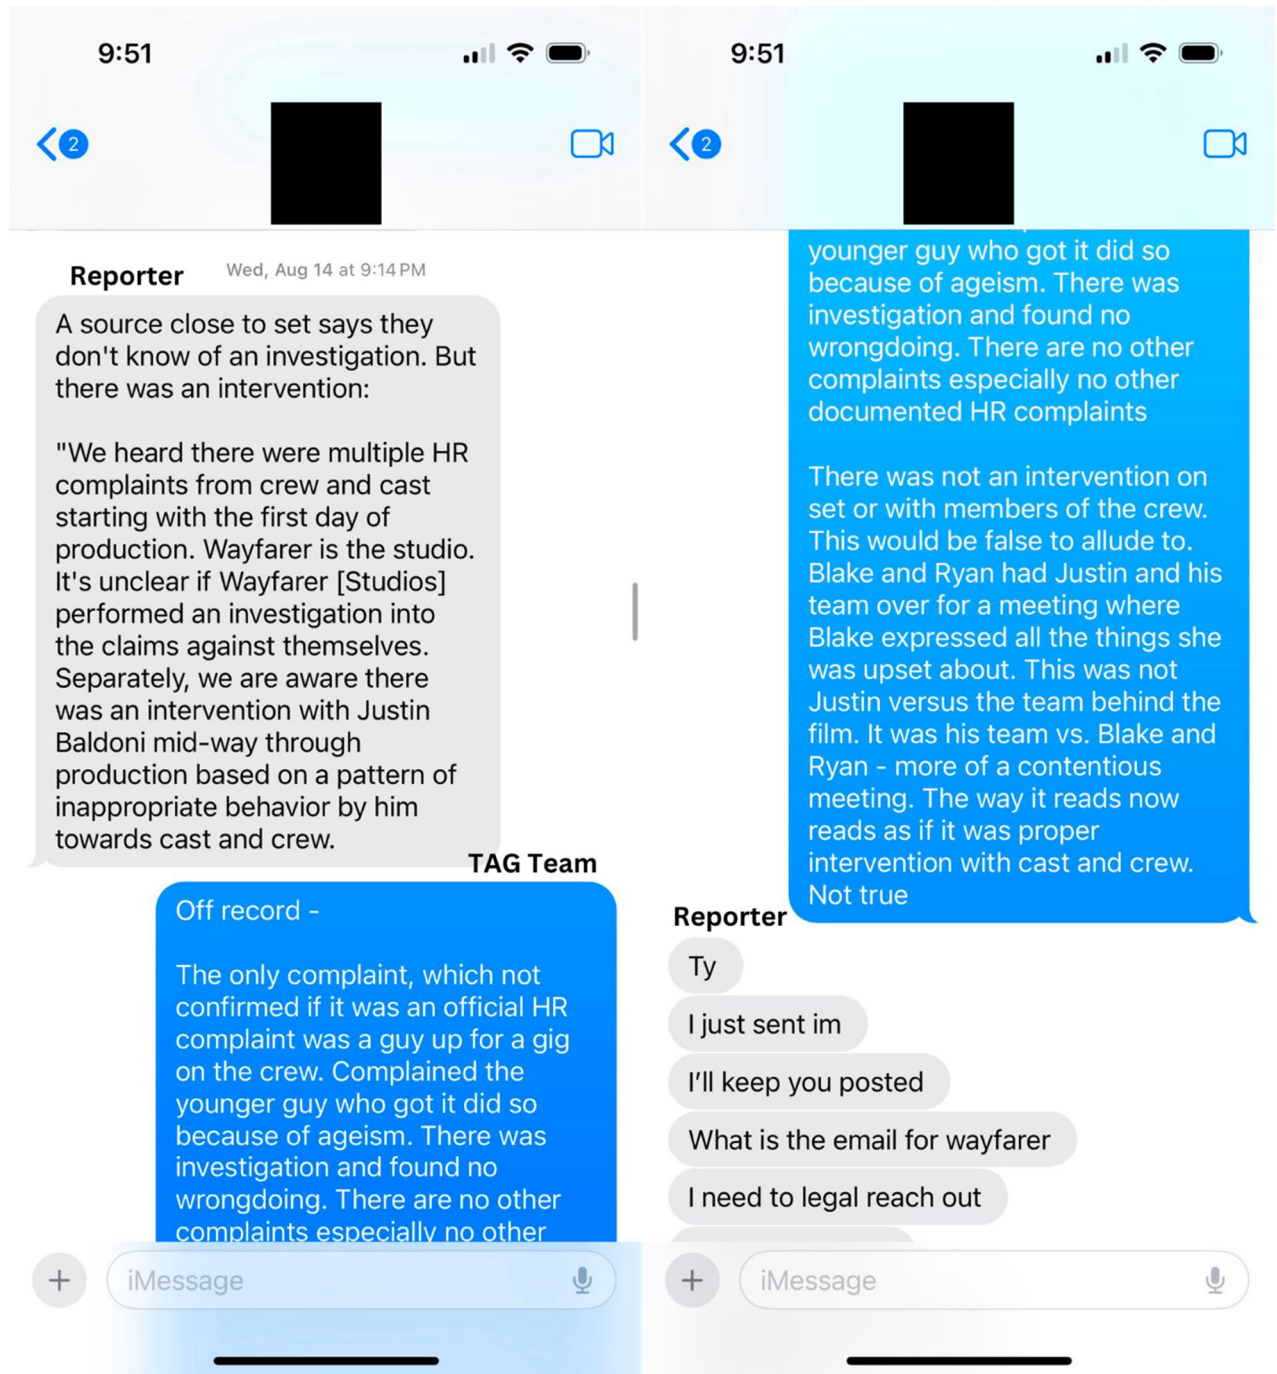 9:51
2
Reporter
Wed, Aug 14 at 9:14 PM
A source close to set says they
don't know of an investigation. But
there was an intervention:
"We heard there were multiple HR
complaints from crew and cast
starting with the first day of
production. Wayfarer is the studio.
It's unclear if Wayfarer [Studios]
performed an investigation into
the claims against themselves.
Separately, we are aware there
was an intervention with Justin
Baldoni mid-way through
production based on a pattern of
inappropriate behavior by him
towards cast and crew.
TAG Team
Off record -
The only complaint, which not
confirmed if it was an official HR
complaint was a guy up for a gig
on the crew. Complained the
younger guy who got it did so
because of ageism. There was
investigation and found no
wrongdoing. There are no other
complaints especially no other
iMessage
9:51
2
younger guy who got it did so
because of ageism. There was
investigation and found no
wrongdoing. There are no other
complaints especially no other
documented HR complaints
There was not an intervention on
set or with members of the crew.
This would be false to allude to.
Blake and Ryan had Justin and his
team over for a meeting where
Blake expressed all the things she
was upset about. This was not
Justin versus the team behind the
film. It was his team vs. Blake and
Ryan - more of a contentious
meeting. The way it reads now
reads as if it was proper
intervention with cast and crew.
Not true
Reporter
Ty
I just sent im
I'll keep you posted
What is the email for wayfarer
I need to legal reach out
iMessage